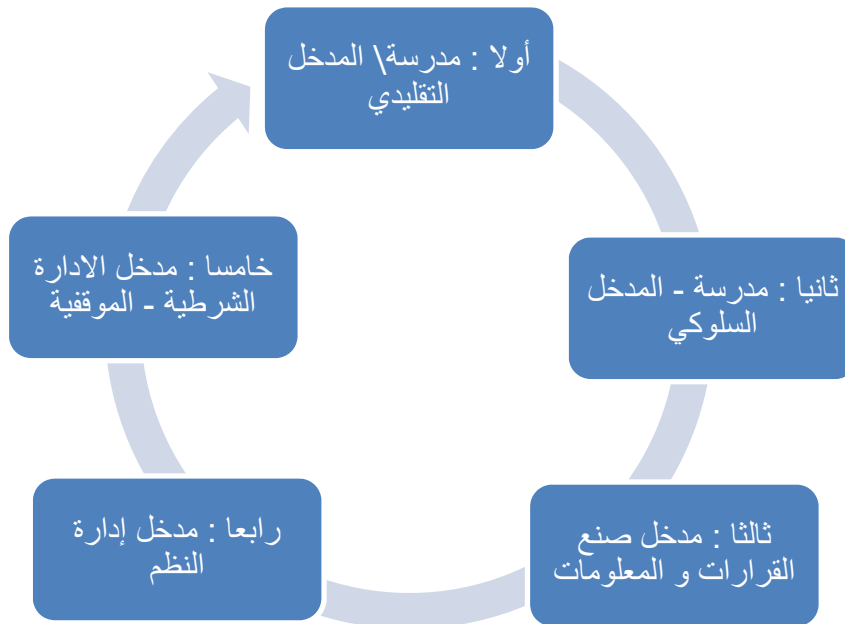 أولا : مدرسة\ المدخل
التقليدي
ثانيا : مدرسة - المدخل
السلوكي
ثالثا : مدخل صنع
القرارات و المعلومات
رابعا : مدخل إدارة
النظم
خامسا : مدخل الادارة
الشرطية - الموقفية